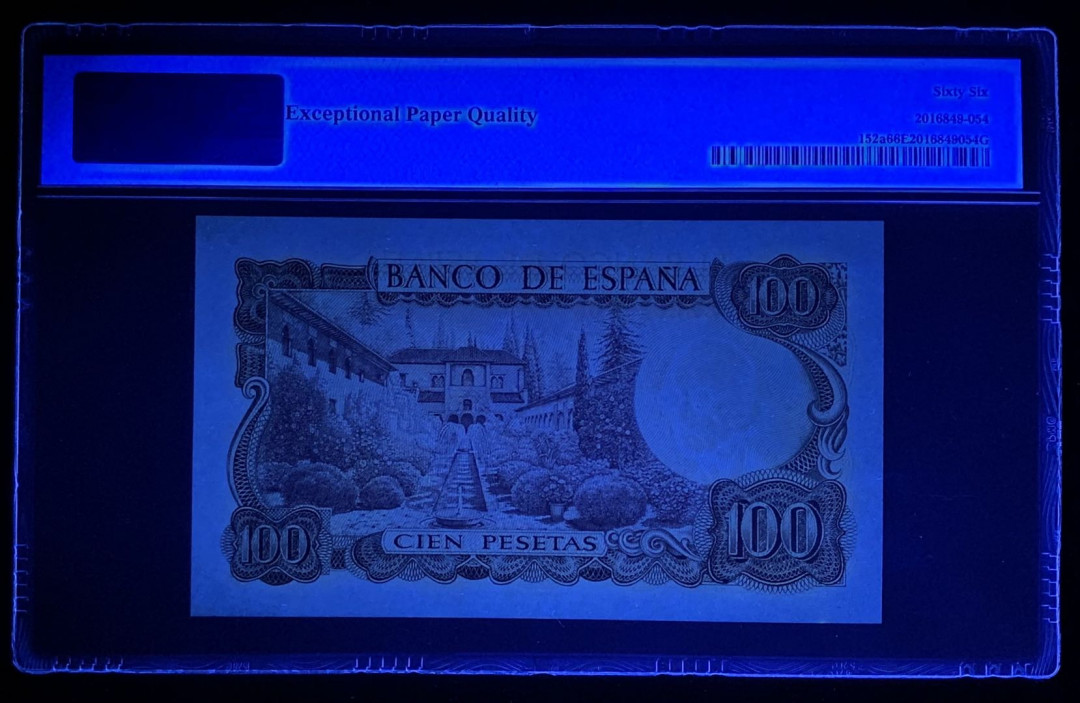 Exceptional Paper Quality
Sixty Six
2016849-054
152a66E2016849054G
BANCO DE ESPAÑA
100
100
100
CIEN PESETAS